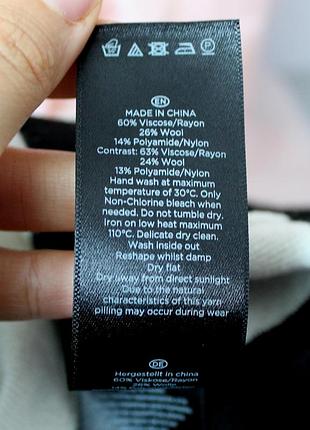 EN
MADE IN CHINA
60% Viscose/Rayon
26% Wool
14% Polyamide/Nylon
Contrast: 63% Viscose/Rayon
24% Wool
13% Polyamide/Nylon
Hand wash at maximum
temperature of 30°C. Only
Non-Chlorine bleach when
needed. Do not tumble dry.
Iron on low heat maximum
110°C. Delicate dry clean.
Wash inside out
Reshape whilst damp
Dry flat
Dry away from direct sunlight
Due to the natural
characteristics of this yarn
pilling may occur during wear
DE
Hergestellt in china
60% Viskose/Rayon
26% Wolle